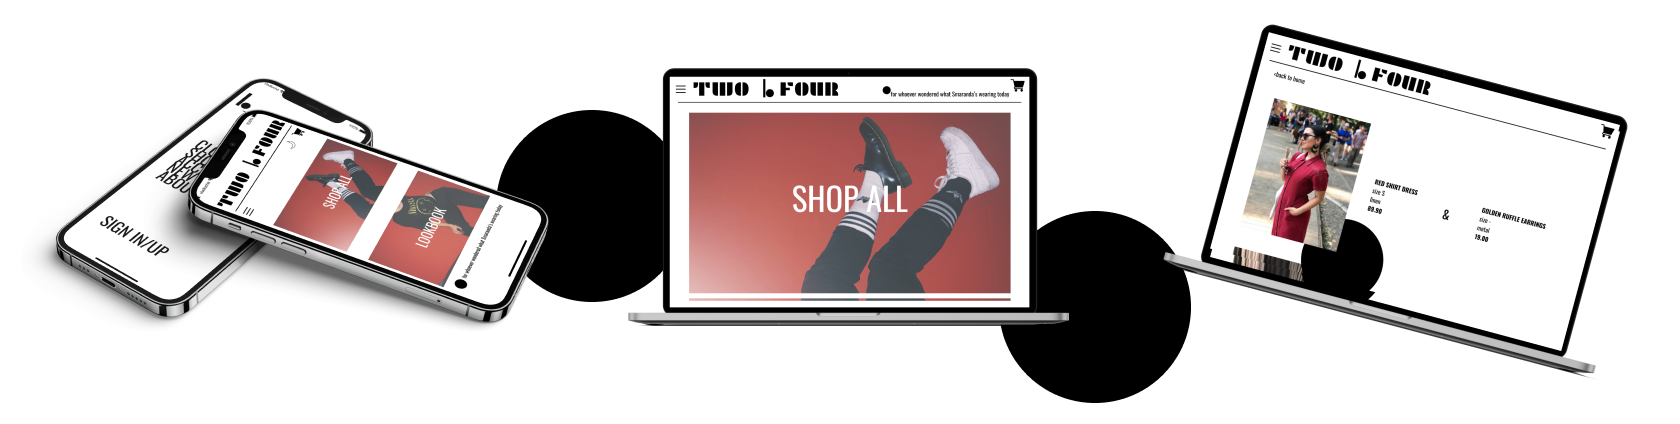 SIGN IN/UP
TWO FOUR
SHOP ALL
LOOKBOOK
for whoever wondered what Smaranda's wearing today
TWO FOUR
for whoever wondered what Smaranda's wearing today
SHOP ALL
TWO FOUR
‹back to home
RED SHIRT DRESS
size S
linen
89.90
&
GOLDEN RUFFLE EARRINGS
size -
metal
19.00